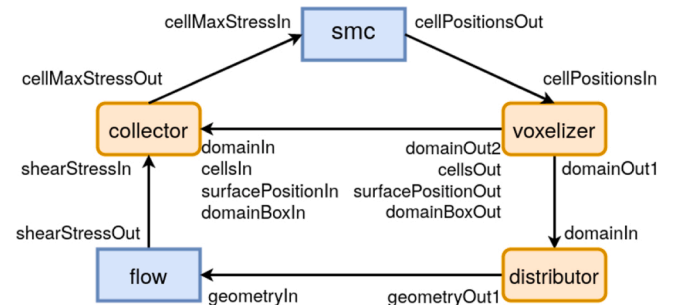 cellMaxStressIn
smc
cellPositionsOut
cellMaxStressOut
cellPositionsIn
collector
voxelizer
domainIn
cellsIn
surfacePositionIn
domainBoxIn
domainOut2
cellsOut
surfacePositionOut
domainBoxOut
shearStressIn
domainOut1
shearStressOut
domainIn
flow
distributor
geometryIn
geometryOut1